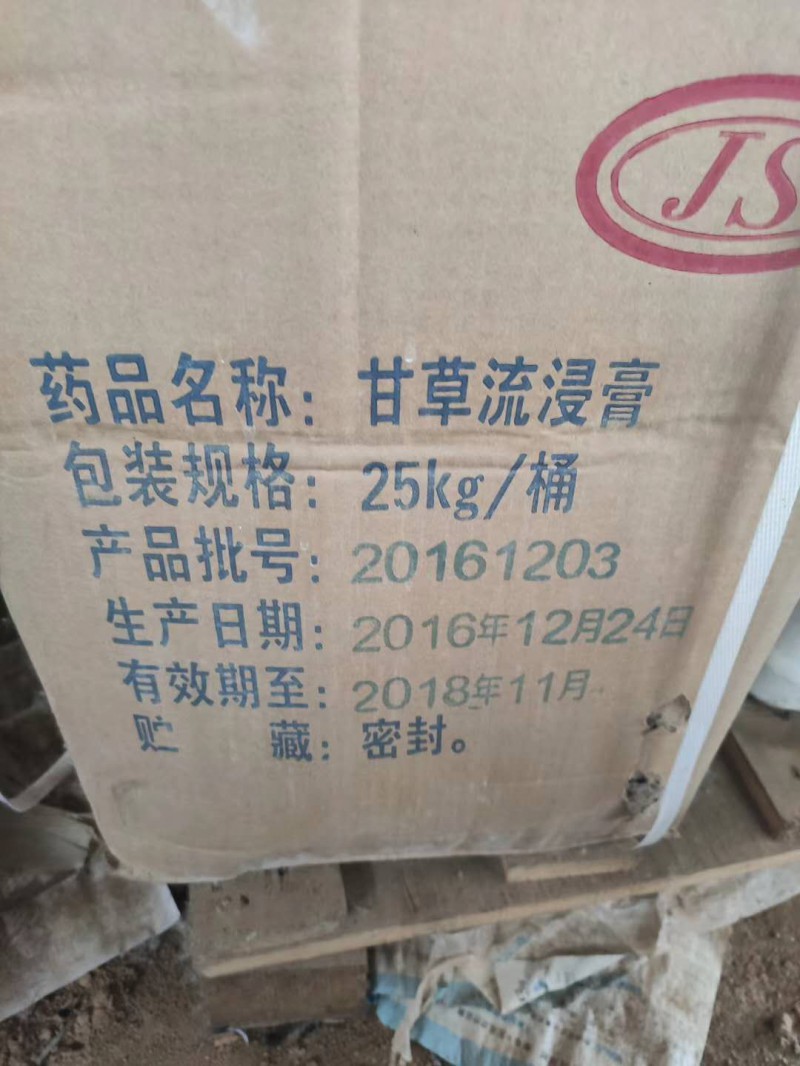 JS
药品名称：甘草流浸膏
包装规格：25kg/桶
产品批号：20161203
生产日期：2016年12月24日
有效期至：2018年11月
贮 藏：密封。